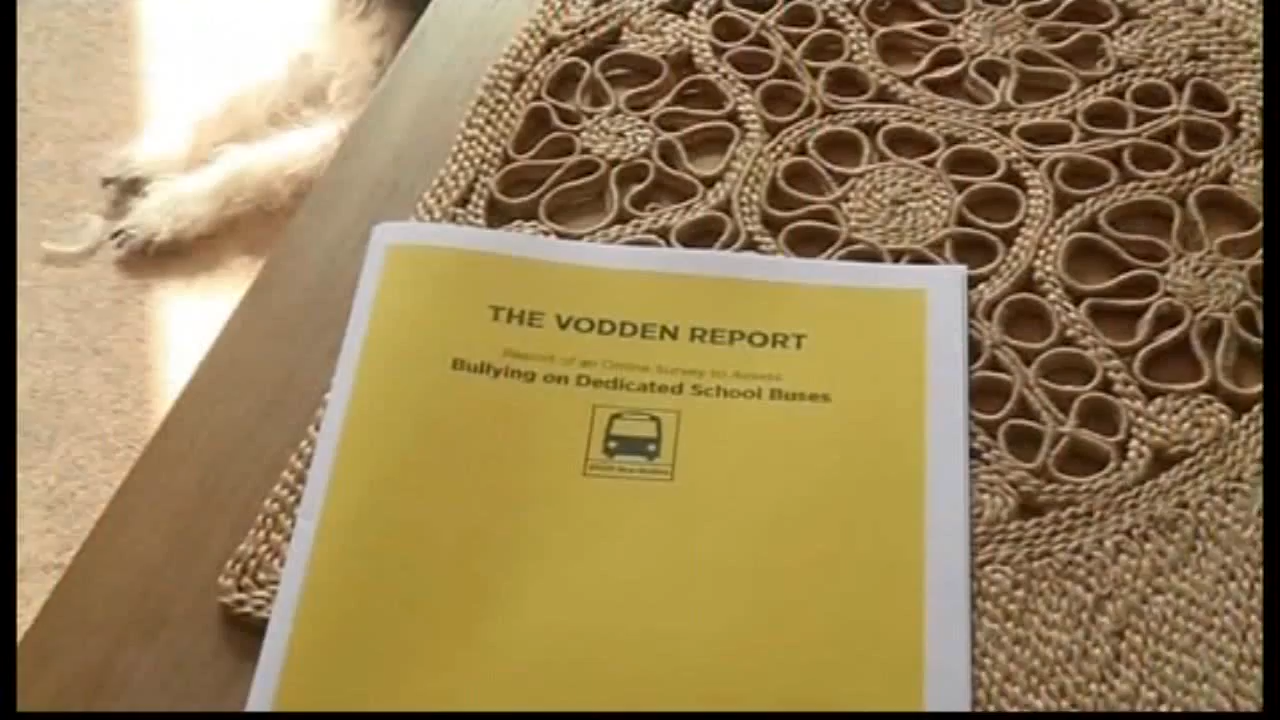 THE VODDEN REPORT
Report of an Online Survey to Assess
Bullying on Dedicated School Buses